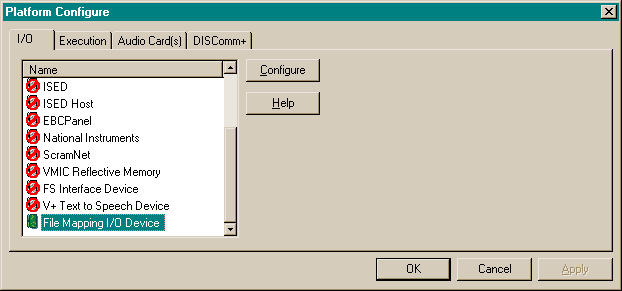 Platform Configure
I/O Execution Audio Card(s) DISComm+
Name
Configure
ISED
ISED Host
Help
EBCPanel
National Instruments
ScramNet
VMIC Reflective Memory
FS Interface Device
V+ Text to Speech Device
File Mapping I/O Device
OK Cancel Apply